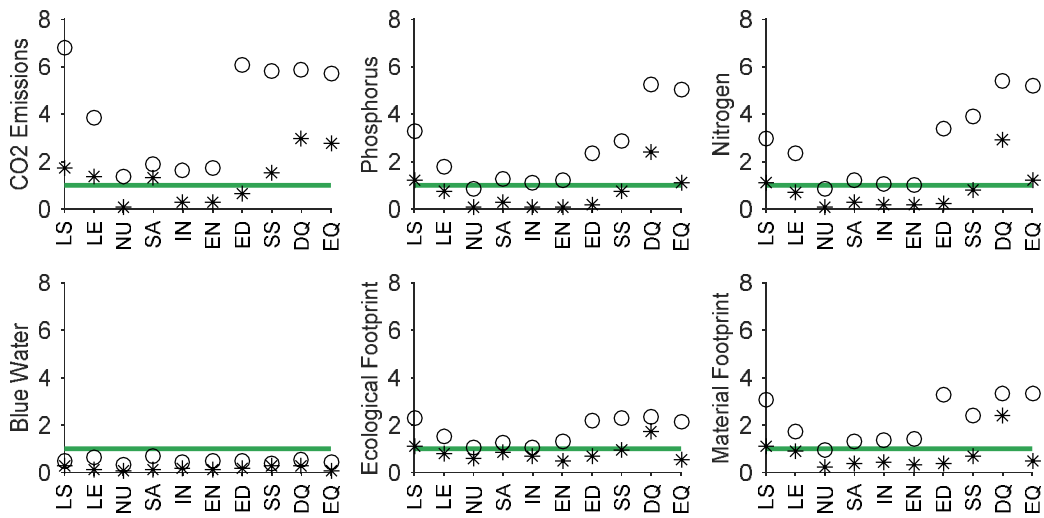 CO2 Emissions
8
6
4
2
0
LS LE NU SA IN EN ED SS DQ EQ
Phosphorus
8
6
4
2
0
LS LE NU SA IN EN ED SS DQ EQ
Nitrogen
8
6
4
2
0
LS LE NU SA IN EN ED SS DQ EQ
Blue Water
8
6
4
2
0
LS LE NU SA IN EN ED SS DQ EQ
Ecological Footprint
8
6
4
2
0
LS LE NU SA IN EN ED SS DQ EQ
Material Footprint
8
6
4
2
0
LS LE NU SA IN EN ED SS DQ EQ